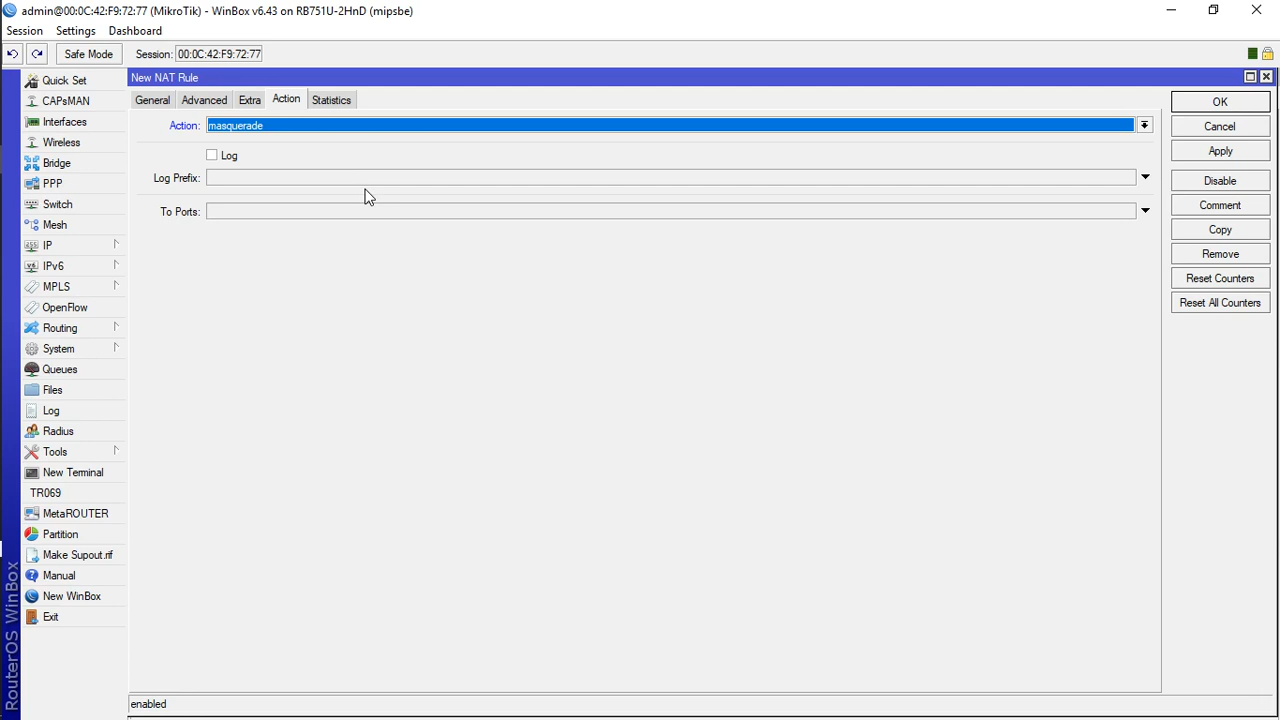 admin@00:0C:42:F9:72:77 (MikroTik) - WinBox v6.43 on RB751U-2HnD (mipsbe)
Session Settings Dashboard
Safe Mode Session: 00:0C:42:F9:72:77
Quick Set
CAPsMAN
Interfaces
Wireless
Bridge
PPP
Switch
Mesh
IP
IPv6
MPLS
OpenFlow
Routing
System
Queues
Files
Log
Radius
Tools
New Terminal
TR069
MetaROUTER
Partition
Make Supout.rif
Manual
New WinBox
Exit
RouterOS WinBox
New NAT Rule
General Advanced Extra Action Statistics
Action: masquerade
Log
Log Prefix:
To Ports:
OK
Cancel
Apply
Disable
Comment
Copy
Remove
Reset Counters
Reset All Counters
enabled